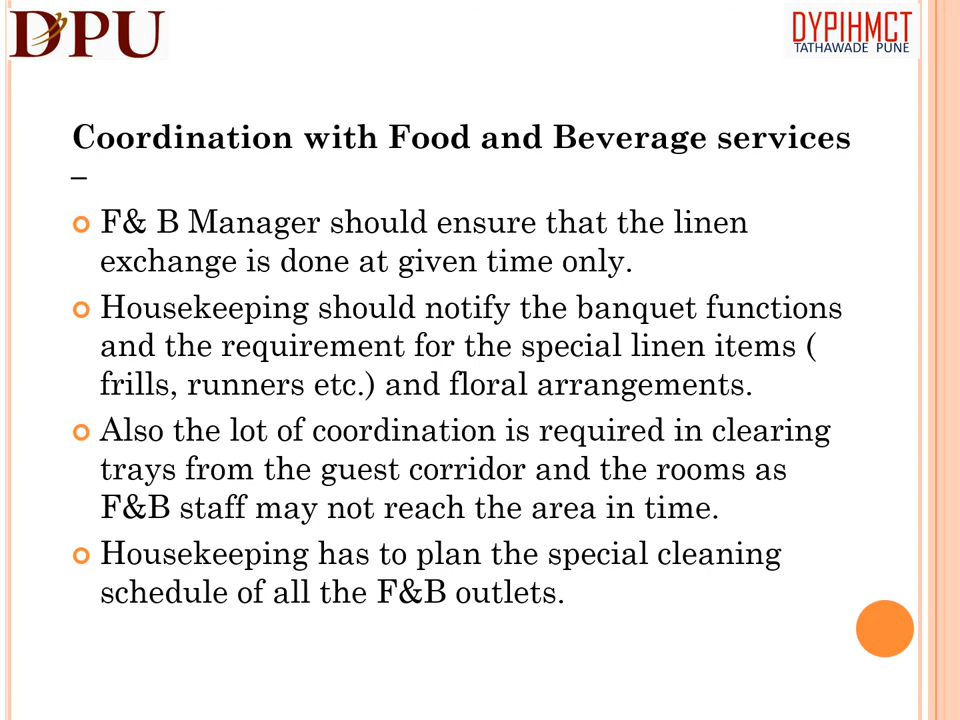 DPU
DYPIHMCT
TATHAWADE PUNE
Coordination with Food and Beverage services
–
F& B Manager should ensure that the linen
exchange is done at given time only.
Housekeeping should notify the banquet functions
and the requirement for the special linen items (
frills, runners etc.) and floral arrangements.
Also the lot of coordination is required in clearing
trays from the guest corridor and the rooms as
F&B staff may not reach the area in time.
Housekeeping has to plan the special cleaning
schedule of all the F&B outlets.